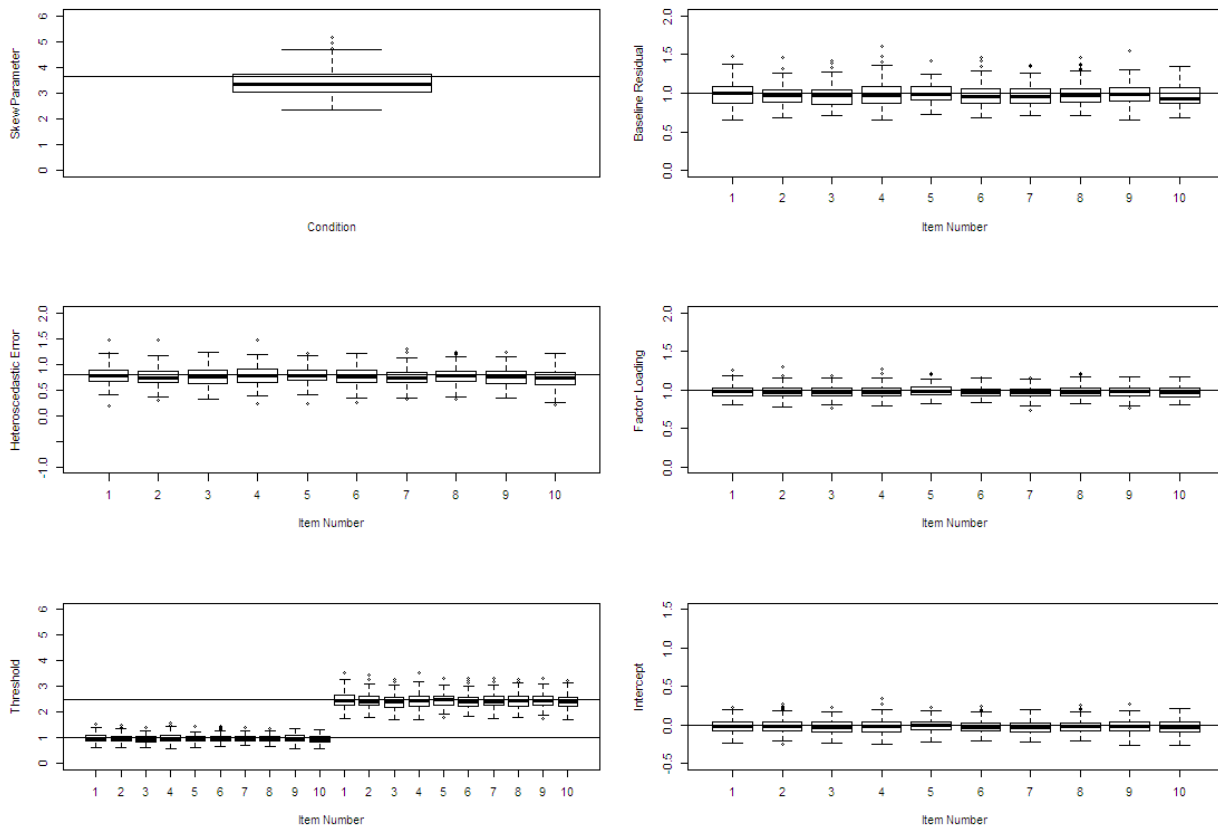 Skew Parameter
6
5
4
3
2
1
0
Condition
Baseline Residual
2.0
1.5
1.0
0.5
0.0
1 2 3 4 5 6 7 8 9 10
Item Number
Heteroscedastic Error
2.0
1.5
1.0
0.5
0.0
-1.0
1 2 3 4 5 6 7 8 9 10
Item Number
Factor Loading
2.0
1.5
1.0
0.5
0.0
1 2 3 4 5 6 7 8 9 10
Item Number
Threshold
6
5
4
3
2
1
0
1 2 3 4 5 6 7 8 9 10 1 2 3 4 5 6 7 8 9 10
Item Number
Intercept
1.5
1.0
0.5
0.0
-0.5
1 2 3 4 5 6 7 8 9 10
Item Number